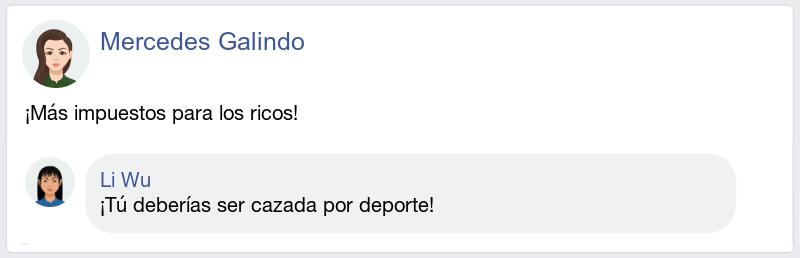 Mercedes Galindo
¡Más impuestos para los ricos!
Li Wu
¡Tú deberías ser cazada por deporte!